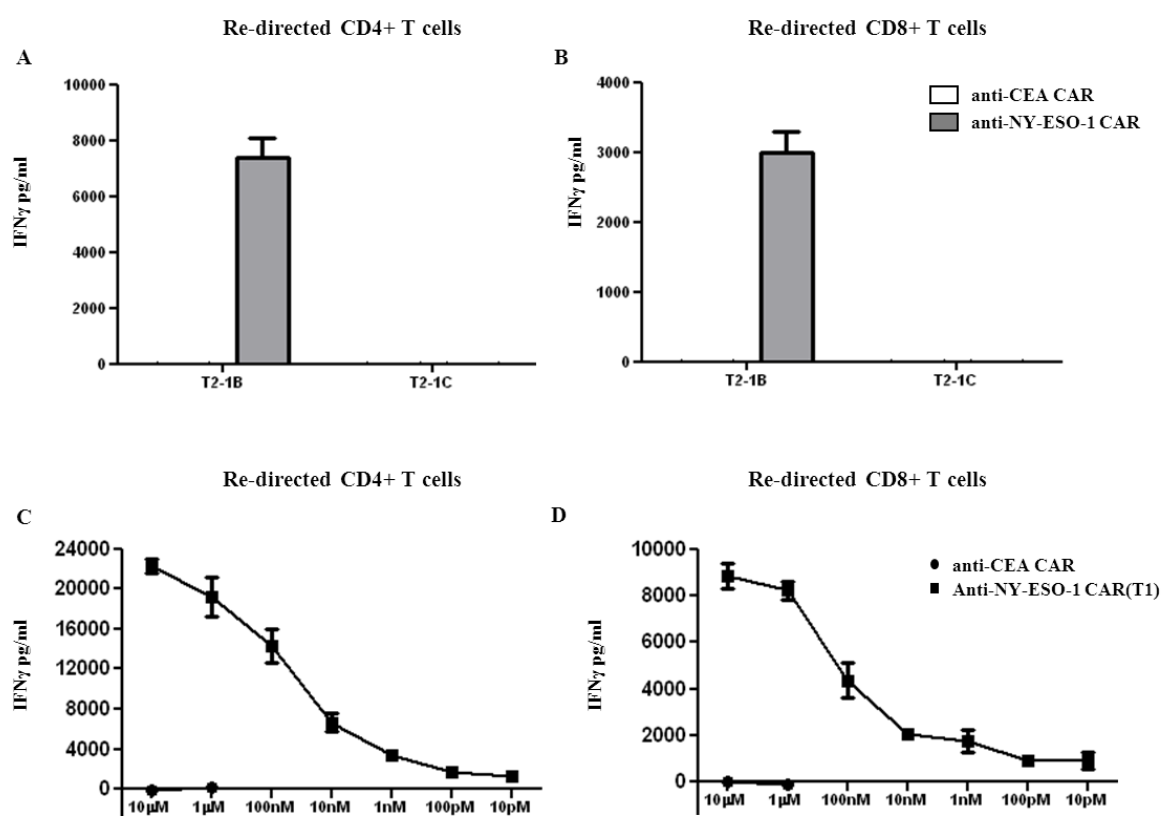 Re-directed CD4+ T cells
A
IFNγ pg/ml
10000
8000
6000
4000
2000
0
T2-1B T2-1C
Re-directed CD8+ T cells
B
IFNγ pg/ml
4000
3000
2000
1000
0
T2-1B T2-1C
anti-CEA CAR
anti-NY-ESO-1 CAR
Re-directed CD4+ T cells
C
IFNγ pg/ml
24000
20000
16000
12000
8000
4000
0
10µM 1µM 100nM 10nM 1nM 100pM 10pM
Re-directed CD8+ T cells
D
IFNγ pg/ml
10000
8000
6000
4000
2000
0
10µM 1µM 100nM 10nM 1nM 100pM 10pM
anti-CEA CAR
Anti-NY-ESO-1 CAR(T1)